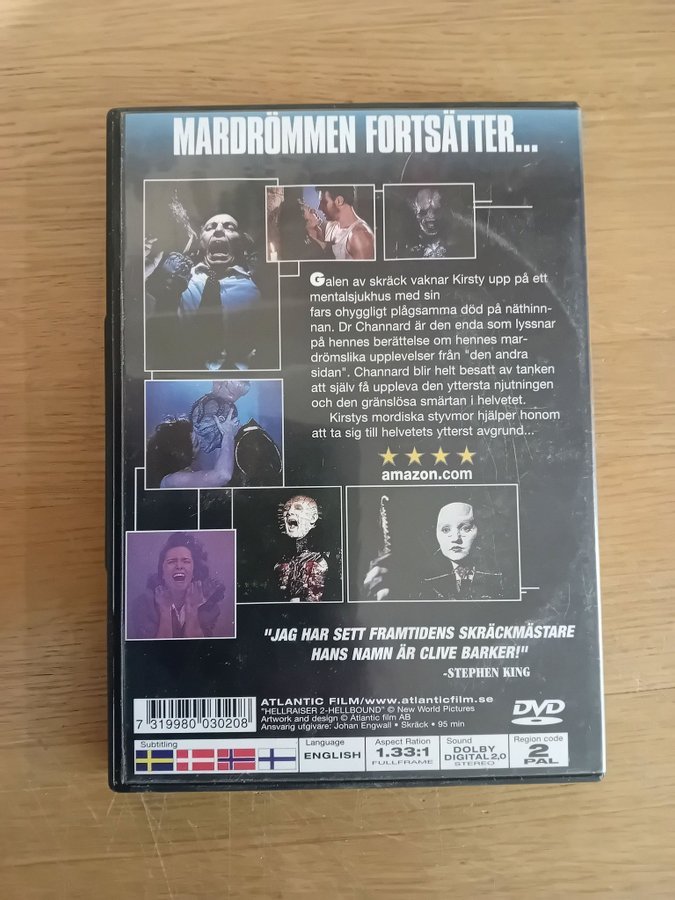 MARDRÖMMEN FORTSÄTTER...
Galen av skräck vaknar Kirsty upp på ett
mentalsjukhus med sin
fars ohyggligt plågsamma död på näthinn-
nan. Dr Channard är den enda som lyssnar
på hennes berättelse om hennes mar-
drömslika upplevelser från "den andra
sidan". Channard blir helt besatt av tanken
att själv få uppleva den yttersta njutningen
och den gränslösa smärtan i helvetet.
Kirstys mordiska styvmor hjälper honom
att ta sig till helvetets ytterst avgrund...
amazon.com
"JAG HAR SETT FRAMTIDENS SKRÄCKMÄSTARE
HANS NAMN ÄR CLIVE BARKER!"
-STEPHEN KING
ATLANTIC FILM/www.atlanticfilm.se
"HELLRAISER 2-HELLBOUND" © New World Pictures
Artwork and design © Atlantic film AB
Ansvarig utgivare: Johan Engwall • Skräck • 95 min
7 319980 030208
DVD
Subtitling
Language
ENGLISH
Aspect Ration
1.33:1
FULLFRAME
Sound
DOLBY
DIGITAL 2,0
STEREO
Region code
2
PAL